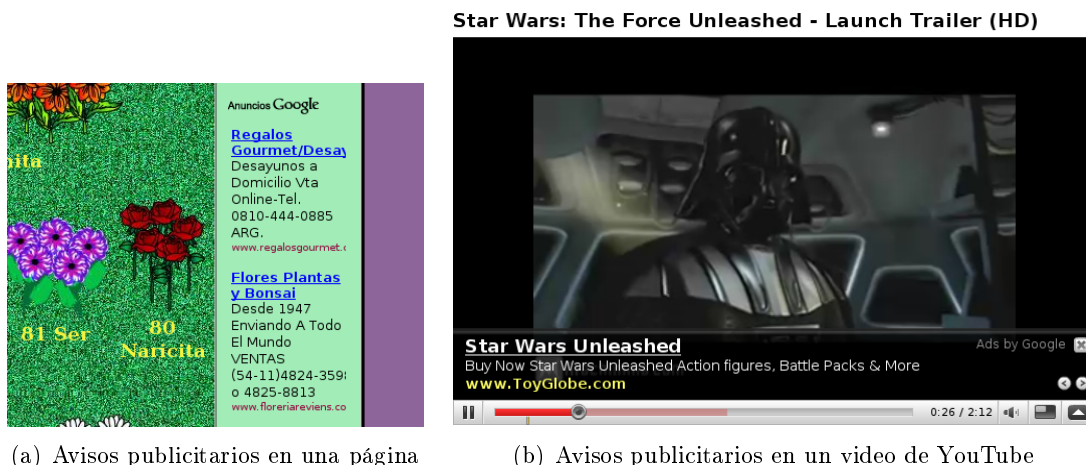 Star Wars: The Force Unleashed - Launch Trailer (HD)
Anuncios Google
Regalos
Gourmet/Desay
Desayunos a
Domicilio Vta
Online-Tel.
0810-444-0885
ARG.
www.regalosgourmet.c
Flores Plantas
y Bonsai
Desde 1947
Enviando A Todo
El Mundo
VENTAS
(54-11)4824-3598
o 4825-8813
www.floreriareviens.co
nita
81 Ser
80
Naricita
Star Wars Unleashed
Ads by Google
Buy Now Star Wars Unleashed Action figures, Battle Packs & More
www.ToyGlobe.com
0:26 / 2:12
(a) Avisos publicitarios en una página
(b) Avisos publicitarios en un video de YouTube